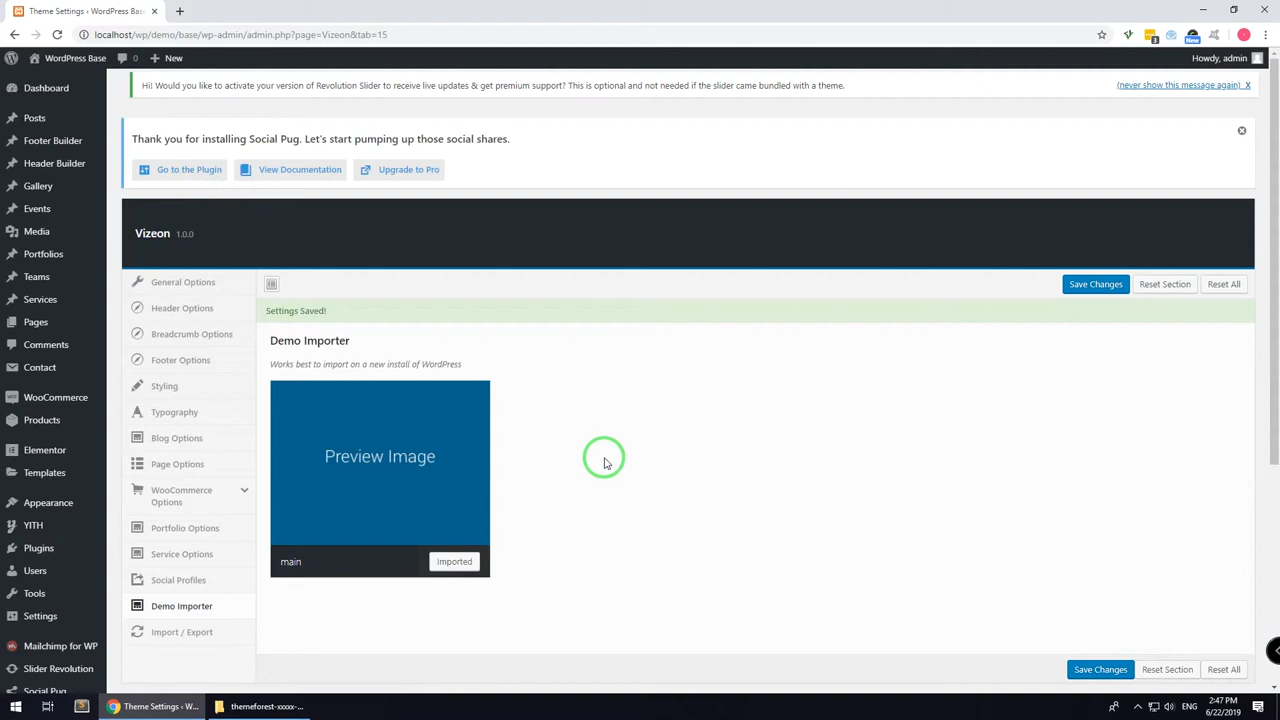 Theme Settings ‹ WordPress Base
localhost/wp/demo/base/wp-admin/admin.php?page=Vizeon&tab=15
3
New
WordPress Base
0
New
Howdy, admin
Dashboard
Posts
Footer Builder
Header Builder
Gallery
Events
Media
Portfolios
Teams
Services
Pages
Comments
Contact
WooCommerce
Products
Elementor
Templates
Appearance
YITH
Plugins
Users
Tools
Settings
Mailchimp for WP
Slider Revolution
Social Pug
Hi! Would you like to activate your version of Revolution Slider to receive live updates & get premium support? This is optional and not needed if the slider came bundled with a theme.
(never show this message again) X
Thank you for installing Social Pug. Let's start pumping up those social shares.
Go to the Plugin
View Documentation
Upgrade to Pro
Vizeon 1.0.0
General Options
Header Options
Breadcrumb Options
Footer Options
Styling
Typography
Blog Options
Page Options
WooCommerce
Options
Portfolio Options
Service Options
Social Profiles
Demo Importer
Import / Export
Save Changes
Reset Section
Reset All
Settings Saved!
Demo Importer
Works best to import on a new install of WordPress
Preview Image
main
Imported
Save Changes
Reset Section
Reset All
Theme Settings ‹ W...
themeforest-xxxxx-...
ENG
2:47 PM
6/22/2019